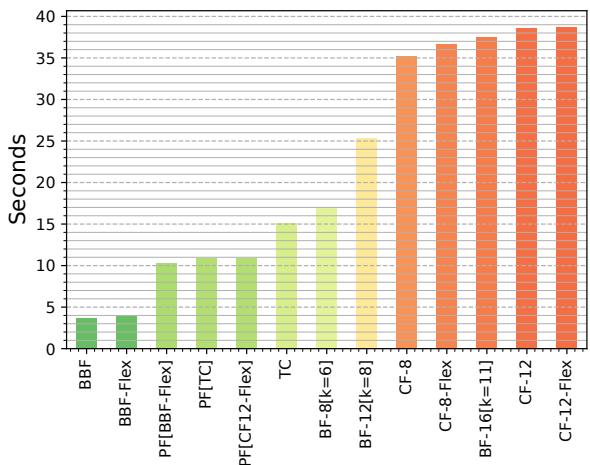 Seconds
40
35
30
25
20
15
10
5
0
BBF
BBF-Flex
PF[BBF-Flex]
PF[TC]
PF[CF12-Flex]
TC
BF-8[k=6]
BF-12[k=8]
CF-8
CF-8-Flex
BF-16[k=11]
CF-12
CF-12-Flex